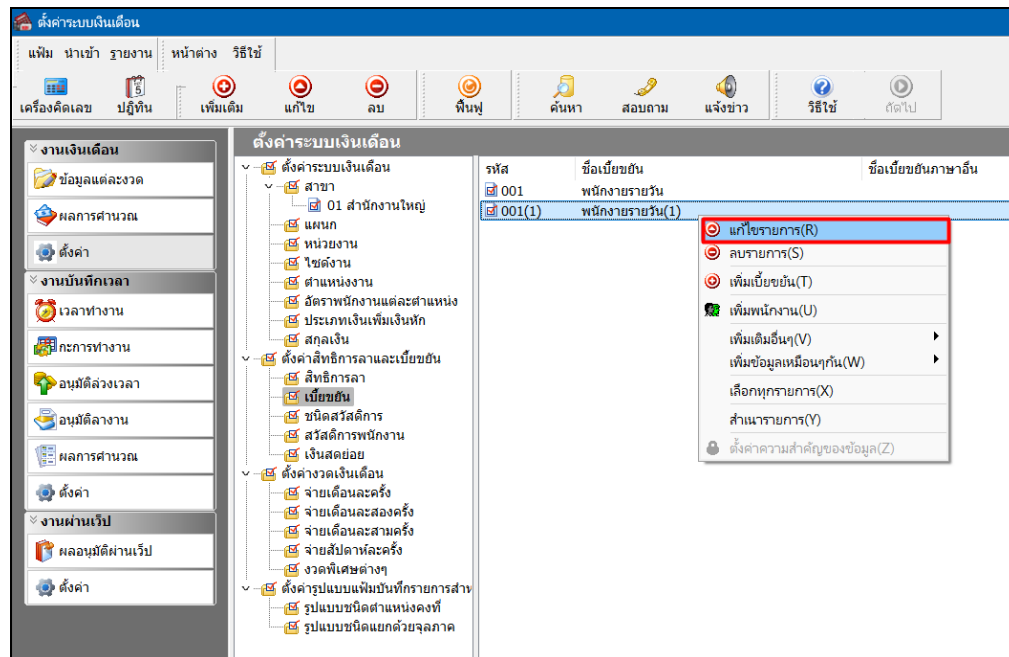 ตั้งค่าระบบเงินเดือน
แฟ้ม นำเข้า รายงาน หน้าต่าง วิธีใช้
เครื่องคิดเลข ปฏิทิน เพิ่มเติม แก้ไข ลบ ฟื้นฟู ค้นหา สอบถาม แจ้งข่าว วิธีใช้ ถัดไป
งานเงินเดือน
ข้อมูลแต่ละงวด
ผลการคำนวณ
ตั้งค่า
งานบันทึกเวลา
เวลาทำงาน
กะการทำงาน
อนุมัติล่วงเวลา
อนุมัติลางาน
ผลการคำนวณ
ตั้งค่า
งานผ่านเว็ป
ผลอนุมัติผ่านเว็ป
ตั้งค่า
ตั้งค่าระบบเงินเดือน
ตั้งค่าระบบเงินเดือน
สาขา
01 สำนักงานใหญ่
แผนก
หน่วยงาน
ไซด์งาน
ตำแหน่งงาน
อัตราพนักงานแต่ละตำแหน่ง
ประเภทเงินเพิ่มเงินหัก
สกุลเงิน
ตั้งค่าสิทธิการลาและเบี้ยขยัน
สิทธิการลา
เบี้ยขยัน
ชนิดสวัสดิการ
สวัสดิการพนักงาน
เงินสดย่อย
ตั้งค่างวดเงินเดือน
จ่ายเดือนละครั้ง
จ่ายเดือนละสองครั้ง
จ่ายเดือนละสามครั้ง
จ่ายสัปดาห์ละครั้ง
งวดพิเศษต่างๆ
ตั้งค่ารูปแบบแฟ้มบันทึกรายการสำห
รูปแบบชนิดตำแหน่งคงที่
รูปแบบชนิดแยกด้วยจุลภาค
รหัส ชื่อเบี้ยขยัน ชื่อเบี้ยขยันภาษาอื่น
001 พนักงายรายวัน
001(1) พนักงายรายวัน(1)
แก้ไขรายการ(R)
ลบรายการ(S)
เพิ่มเบี้ยขยัน(T)
เพิ่มพนักงาน(U)
เพิ่มเติมอื่นๆ(V)
เพิ่มข้อมูลเหมือนๆกัน(W)
เลือกทุกรายการ(X)
สำเนารายการ(Y)
ตั้งค่าความสำคัญของข้อมูล(Z)